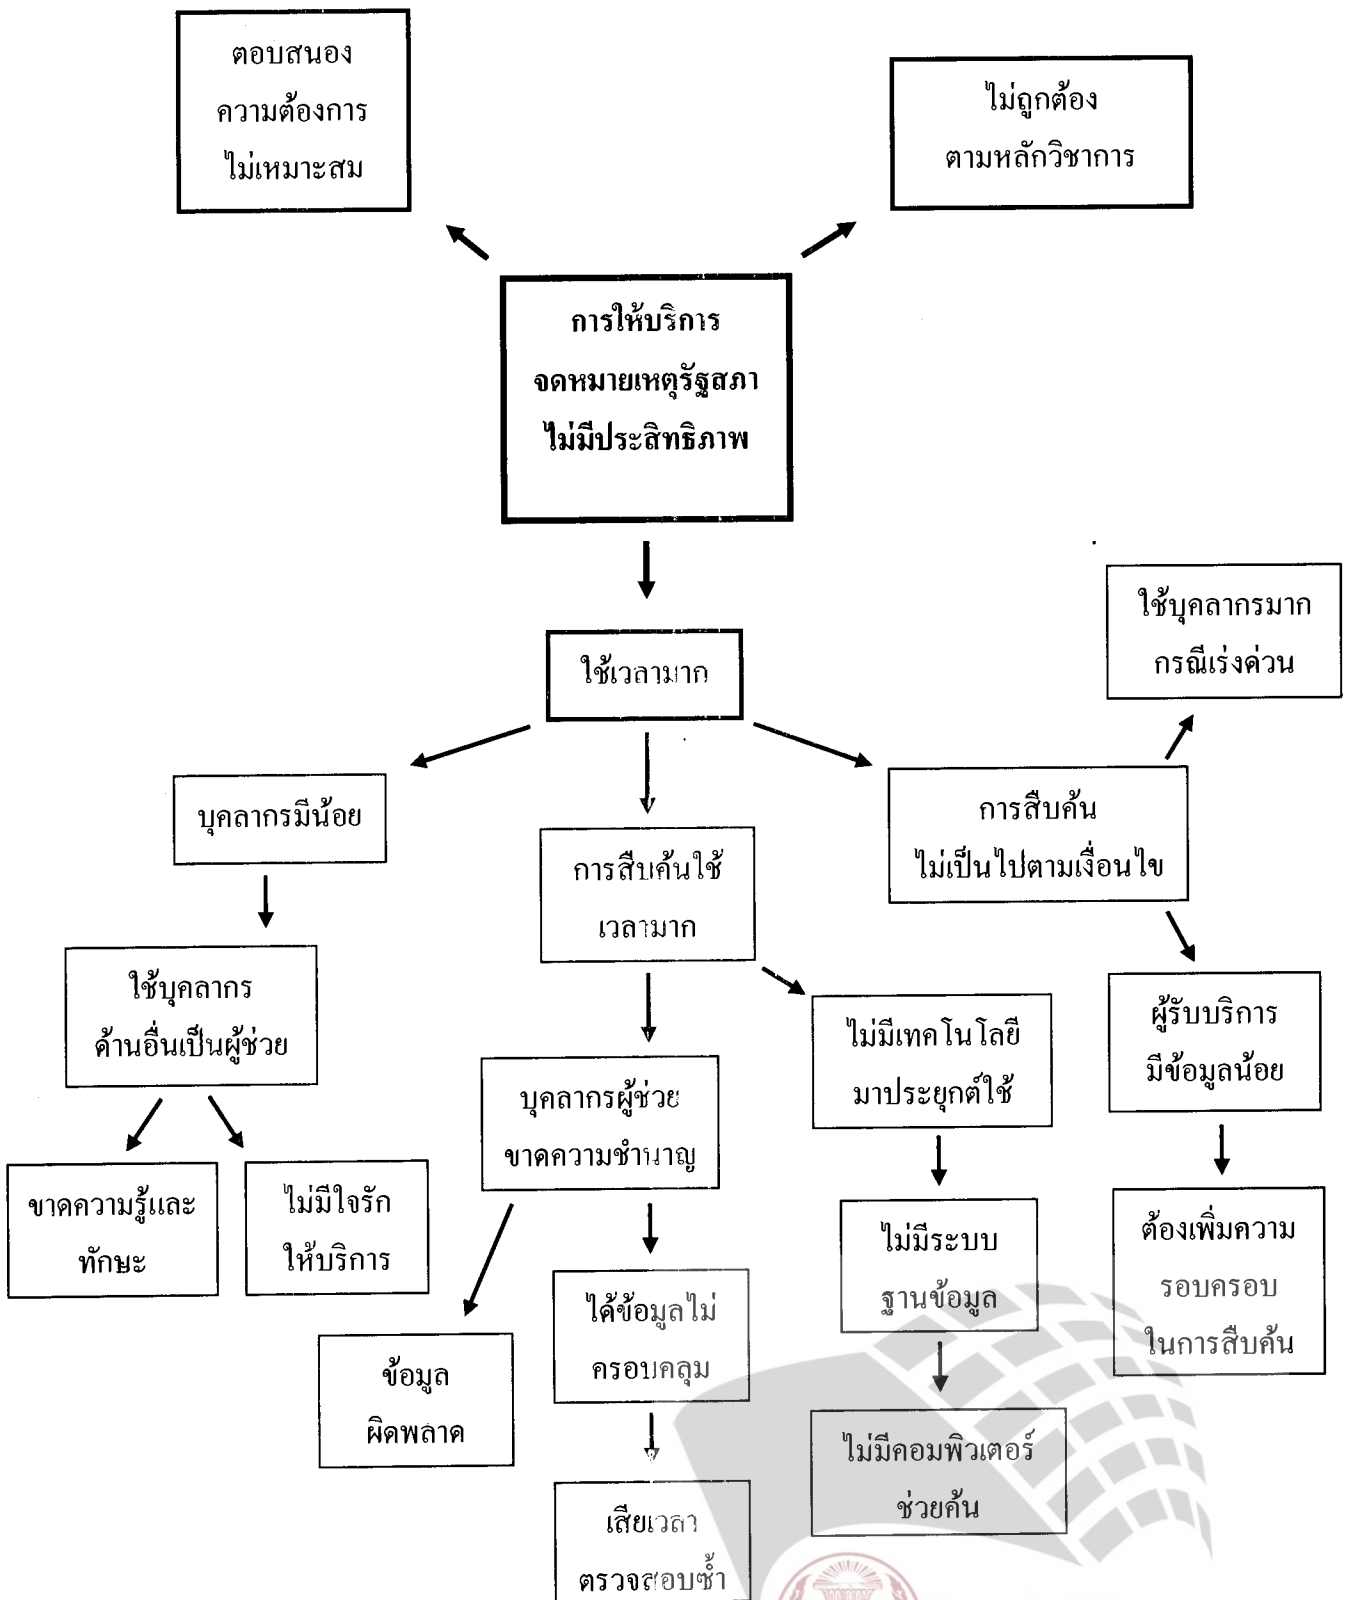 ตอบสนอง
ความต้องการ
ไม่เหมาะสม
ไม่ถูกต้อง
ตามหลักวิชาการ
การให้บริการ
จดหมายเหตุรัฐสภา
ไม่มีประสิทธิภาพ
ใช้เวลามาก
ใช้บุคลากรมาก
กรณีเร่งด่วน
บุคลากรมีน้อย
การสืบค้นใช้
เวลามาก
การสืบค้น
ไม่เป็นไปตามเงื่อนไข
ใช้บุคลากร
ด้านอื่นเป็นผู้ช่วย
บุคลากรผู้ช่วย
ขาดความชำนาญ
ไม่มีเทคโนโลยี
มาประยุกต์ใช้
ผู้รับบริการ
มีข้อมูลน้อย
ขาดความรู้และ
ทักษะ
ไม่มีใจรัก
ให้บริการ
ข้อมูล
ผิดพลาด
ได้ข้อมูลไม่
ครอบคลุม
ไม่มีระบบ
ฐานข้อมูล
ต้องเพิ่มความ
รอบครอบ
ในการสืบค้น
เสียเวลา
ตรวจสอบซ้ำ
ไม่มีคอมพิวเตอร์
ช่วยค้น